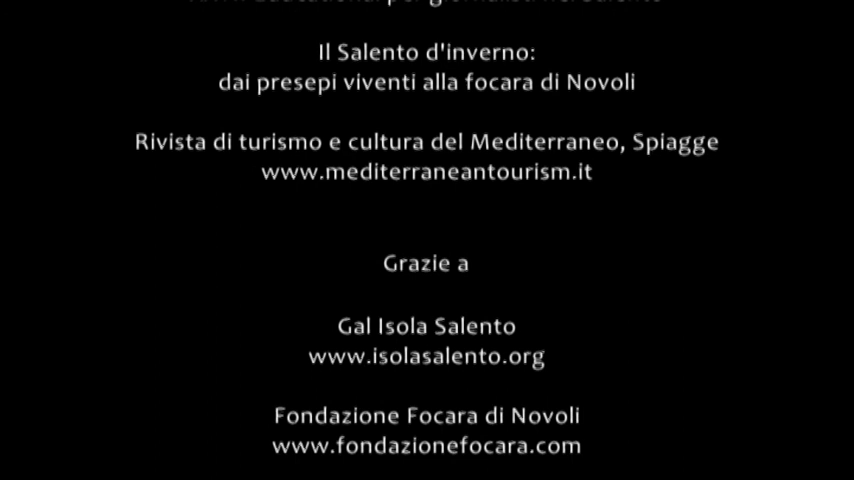 Il Salento d'inverno:
dai presepi viventi alla focara di Novoli
Rivista di turismo e cultura del Mediterraneo, Spiagge
www.mediterraneantourism.it
Grazie a
Gal Isola Salento
www.isolasalento.org
Fondazione Focara di Novoli
www.fondazionefocara.com